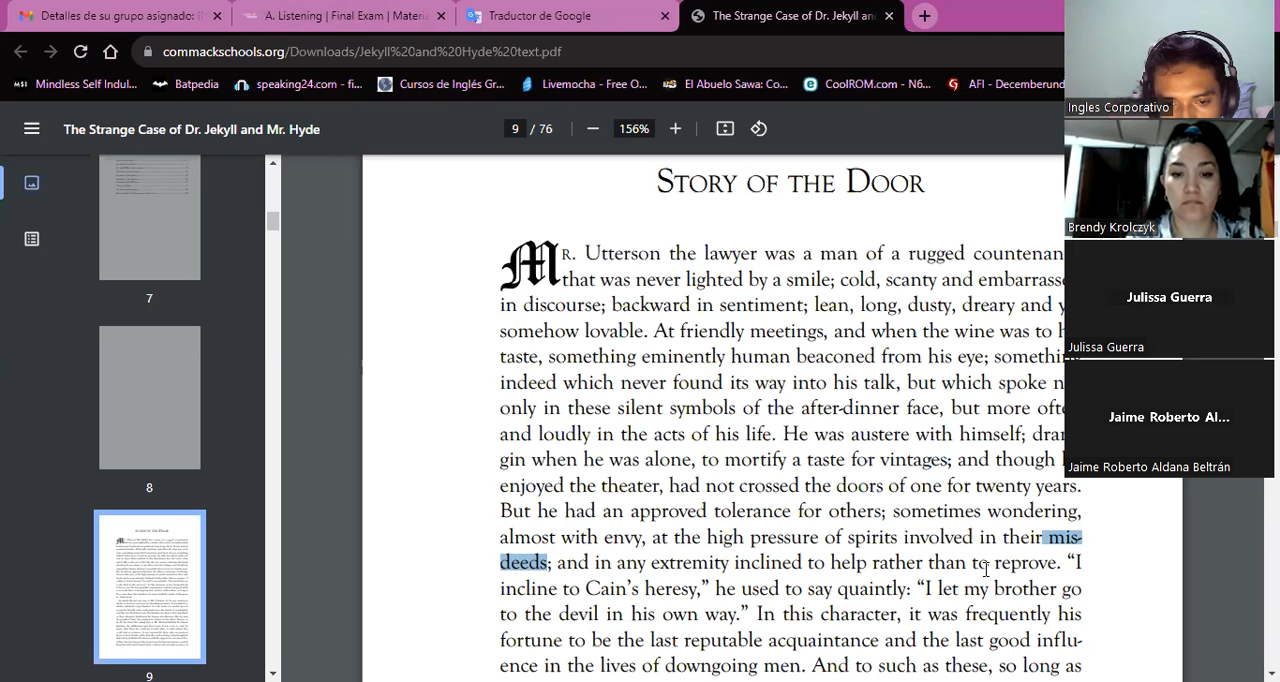 Detalles de su grupo asignado: I
A. Listening | Final Exam | Materia
Traductor de Google
The Strange Case of Dr. Jekyll and
commackschools.org/Downloads/Jekyll%20and%20Hyde%20text.pdf
Mindless Self Indul...
Batpedia
speaking24.com - fi...
Cursos de Inglés Gr...
Livemocha - Free O...
El Abuelo Sawa: Co...
CoolROM.com - N6...
AFI - Decemberund
The Strange Case of Dr. Jekyll and Mr. Hyde
9 / 76
156%
7
8
9
STORY OF THE DOOR
MR. Utterson the lawyer was a man of a rugged countenan
that was never lighted by a smile; cold, scanty and embarrasse
in discourse; backward in sentiment; lean, long, dusty, dreary and y
somehow lovable. At friendly meetings, and when the wine was to h
taste, something eminently human beaconed from his eye; somethin
indeed which never found its way into his talk, but which spoke n
only in these silent symbols of the after-dinner face, but more ofte
and loudly in the acts of his life. He was austere with himself; dran
gin when he was alone, to mortify a taste for vintages; and though h
enjoyed the theater, had not crossed the doors of one for twenty years.
But he had an approved tolerance for others; sometimes wondering,
almost with envy, at the high pressure of spirits involved in their mis-
deeds; and in any extremity inclined to help rather than to reprove. “I
incline to Cain's heresy,” he used to say quaintly: “I let my brother go
to the devil in his own way.” In this character, it was frequently his
fortune to be the last reputable acquaintance and the last good influ-
ence in the lives of downgoing men. And to such as these, so long as
Ingles Corporativo
Brendy Krolczyk
Julissa Guerra
Julissa Guerra
Jaime Roberto Al...
Jaime Roberto Aldana Beltrán